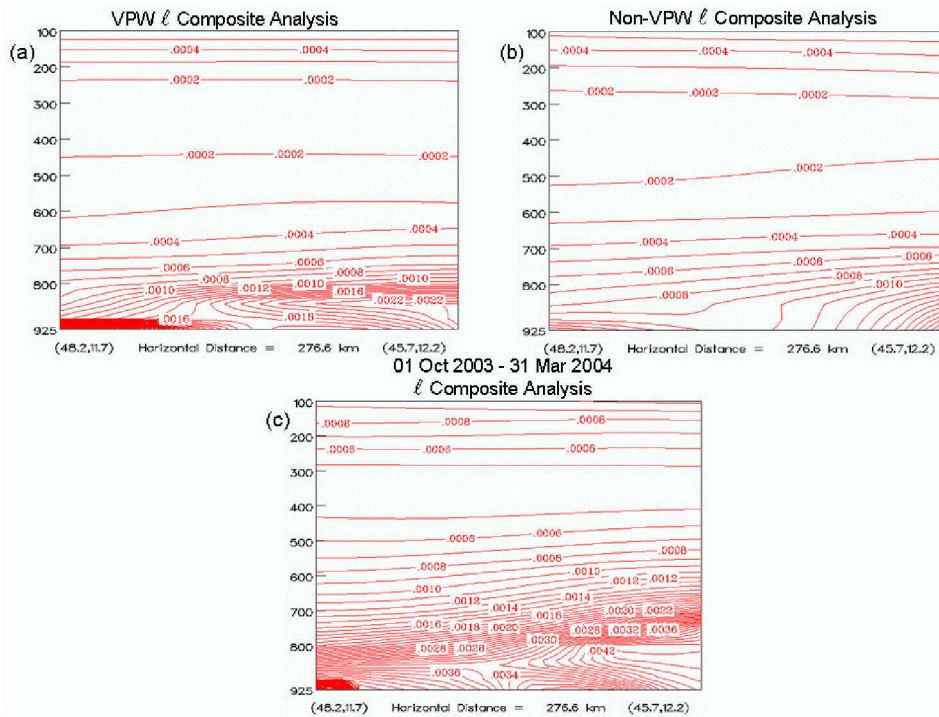 VPW ℓ Composite Analysis
(a)
100
200
300
400
500
600
700
800
925
.0004 .0004
.0002 .0002
.0002 .0002 .0002
.0004 .0004 .0004
.0006 .0006
.0008 .0008
.0010 .0012 .0010 .0010
.0016
.0022 .0022
.0016 .0018
(48.2,11.7) Horizontal Distance = 276.6 km (45.7,12.2)
Non-VPW ℓ Composite Analysis
(b)
100
200
300
400
500
600
700
800
925
.0004 .0004 .0004
.0002 .0002 .0002
.0002 .0002
.0004 .0004 .0004
.0006 .0006 .0006
.0008 .0008
.0010
(48.2,11.7) Horizontal Distance = 276.6 km (45.7,12.2)
01 Oct 2003 - 31 Mar 2004
ℓ Composite Analysis
(c)
100
200
300
400
500
600
700
800
925
.0008 .0008 .0008
.0006 .0006
.0006 .0006
.0008 .0008 .0008
.0010 .0010
.0012 .0012
.0012 .0014 .0014
.0016 .0018 .0020 .0018 .0020 .0022
.0028 .0028 .0030 .0028 .0032 .0036
.0042
.0036 .0034
(48.2,11.7) Horizontal Distance = 276.6 km (45.7,12.2)